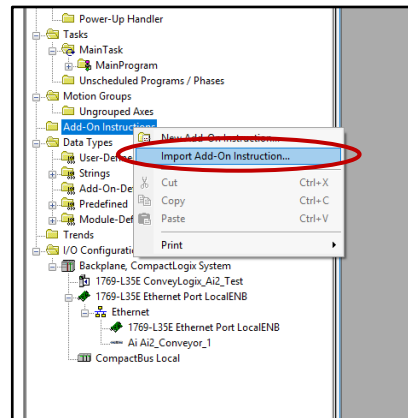 Power-Up Handler
Tasks
MainTask
MainProgram
Unscheduled Programs / Phases
Motion Groups
Ungrouped Axes
Add-On Instructions
New Add-On Instruction...
Data Types
User-Define
Import Add-On Instruction...
Strings
Add-On-De
Cut Ctrl+X
Predefined
Copy Ctrl+C
Module-Def
Paste Ctrl+V
Trends
Print
I/O Configuratio
Backplane, CompactLogix System
1769-L35E ConveyLogix_Ai2_Test
1769-L35E Ethernet Port LocalENB
Ethernet
1769-L35E Ethernet Port LocalENB
Ai Ai2_Conveyor_1
CompactBus Local